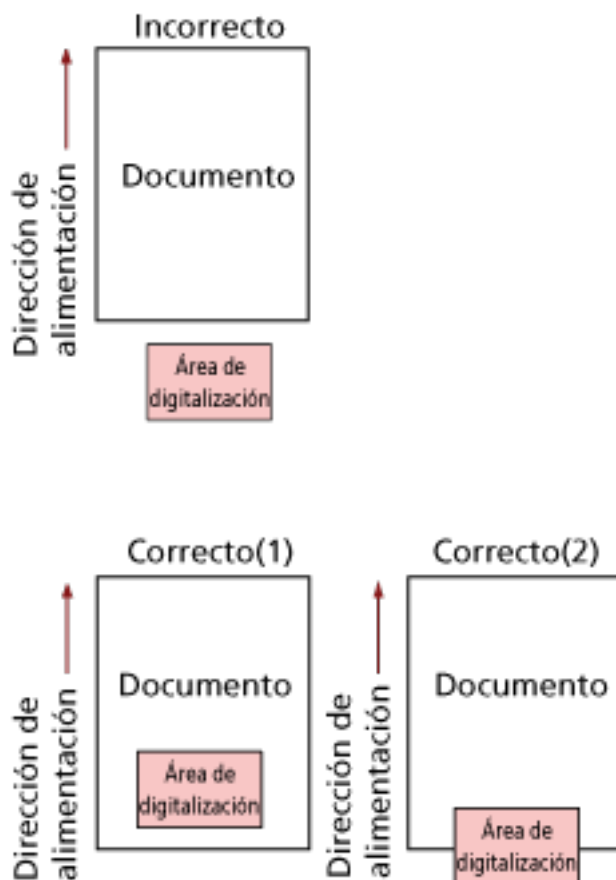 Incorrecto
Dirección de
alimentación
Documento
Área de
digitalización
Correcto(1)
Dirección de
alimentación
Documento
Área de
digitalización
Correcto(2)
Dirección de
alimentación
Documento
Área de
digitalización